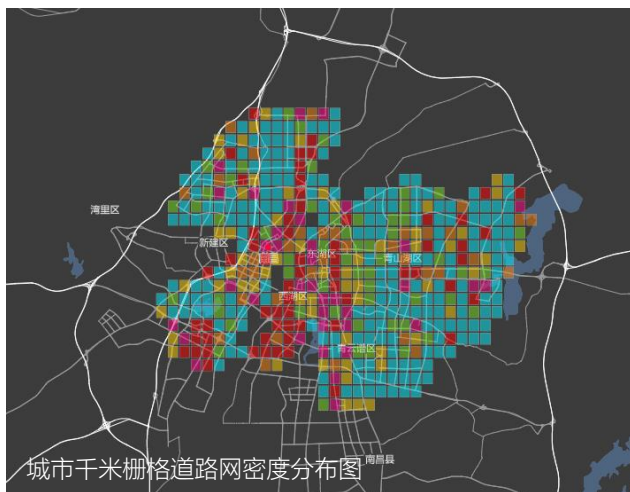 湾里区
新建区
东湖区
青山湖区
西湖区
青云谱区
城市千米栅格道路网密度分布图
南昌县